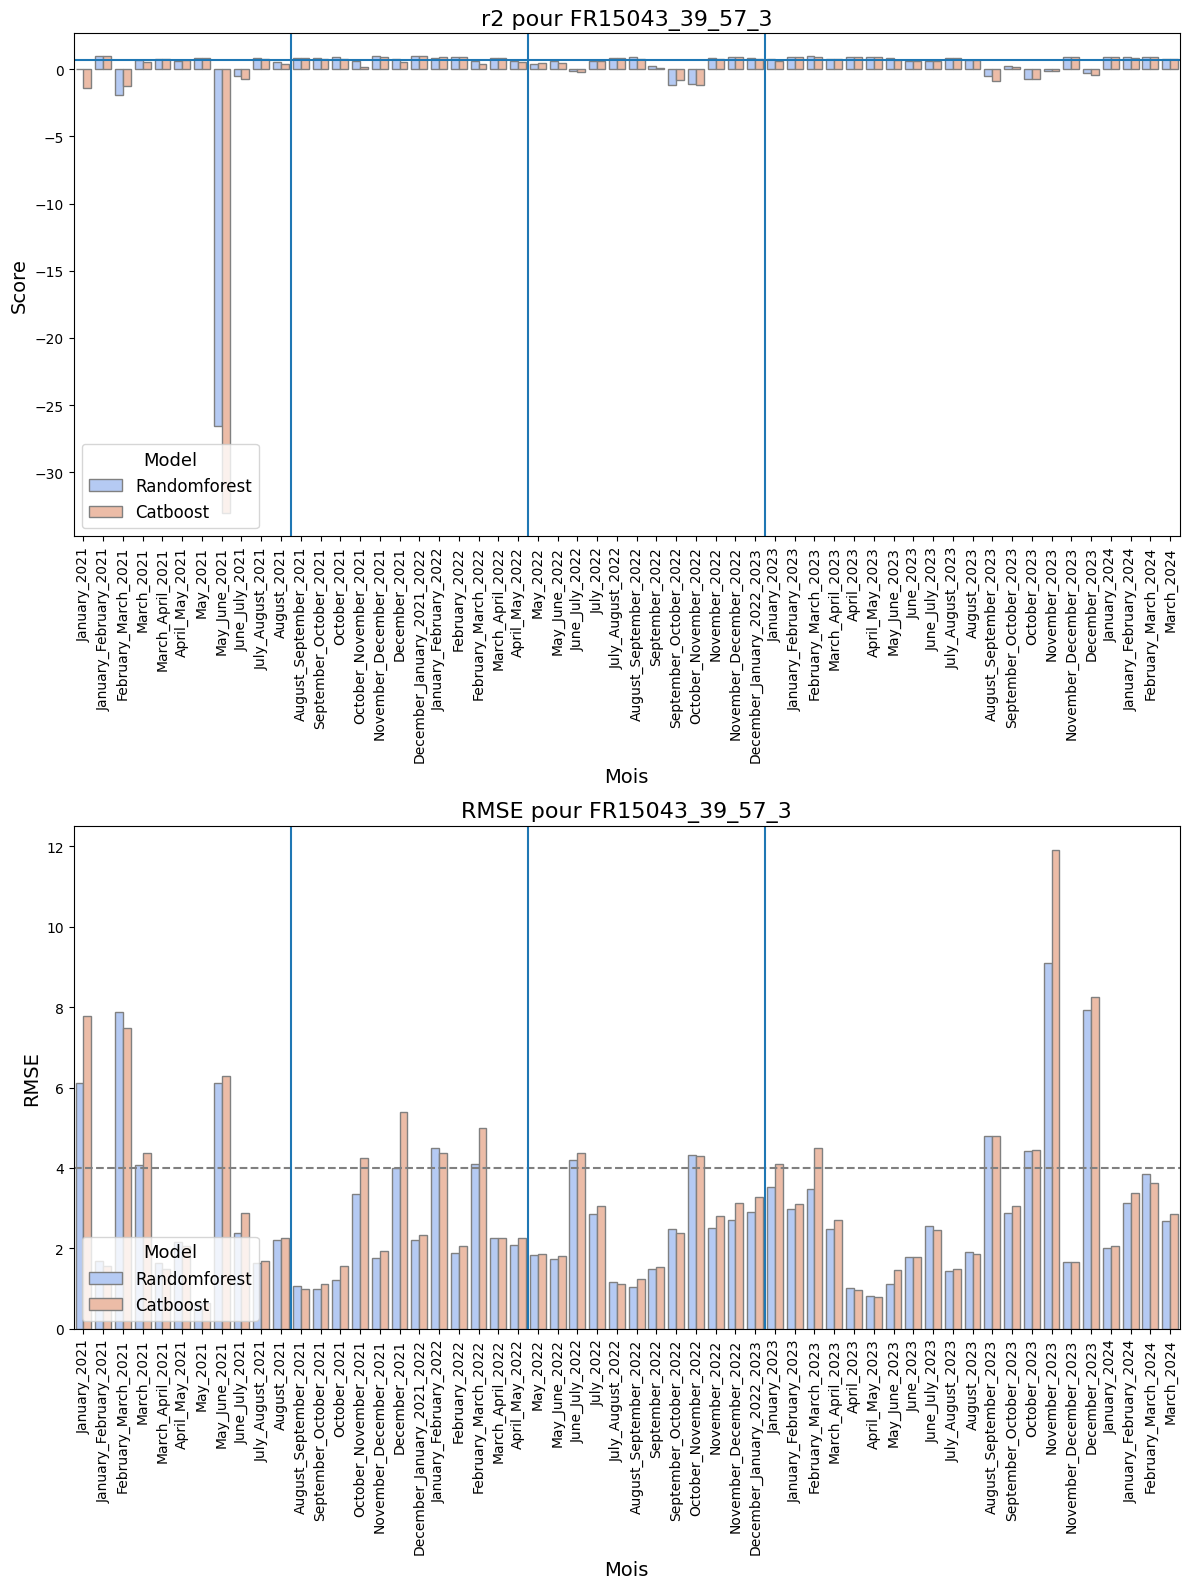 r2 pour FR15043_39_57_3
Score
0
−5
−10
−15
−20
−25
−30
Model
Randomforest
Catboost
January_2021
January_February_2021
February_March_2021
March_2021
March_April_2021
April_May_2021
May_2021
May_June_2021
June_July_2021
July_August_2021
August_2021
August_September_2021
September_October_2021
October_2021
October_November_2021
November_December_2021
December_2021
December_January_2021_2022
January_February_2022
February_2022
February_March_2022
March_April_2022
April_May_2022
May_2022
May_June_2022
June_July_2022
July_2022
July_August_2022
August_September_2022
September_2022
September_October_2022
October_November_2022
November_2022
November_December_2022
December_January_2022_2023
January_2023
January_February_2023
February_March_2023
March_April_2023
April_2023
April_May_2023
May_June_2023
June_2023
June_July_2023
July_August_2023
August_2023
August_September_2023
September_October_2023
October_2023
November_2023
November_December_2023
December_2023
January_2024
January_February_2024
February_March_2024
March_2024
Mois
RMSE pour FR15043_39_57_3
RMSE
12
10
8
6
4
2
0
Model
Randomforest
Catboost
January_2021
January_February_2021
February_March_2021
March_2021
March_April_2021
April_May_2021
May_2021
May_June_2021
June_July_2021
July_August_2021
August_2021
August_September_2021
September_October_2021
October_2021
October_November_2021
November_December_2021
December_2021
December_January_2021_2022
January_February_2022
February_2022
February_March_2022
March_April_2022
April_May_2022
May_2022
May_June_2022
June_July_2022
July_2022
July_August_2022
August_September_2022
September_2022
September_October_2022
October_November_2022
November_2022
November_December_2022
December_January_2022_2023
January_2023
January_February_2023
February_March_2023
March_April_2023
April_2023
April_May_2023
May_June_2023
June_2023
June_July_2023
July_August_2023
August_2023
August_September_2023
September_October_2023
October_2023
November_2023
November_December_2023
December_2023
January_2024
January_February_2024
February_March_2024
March_2024
Mois